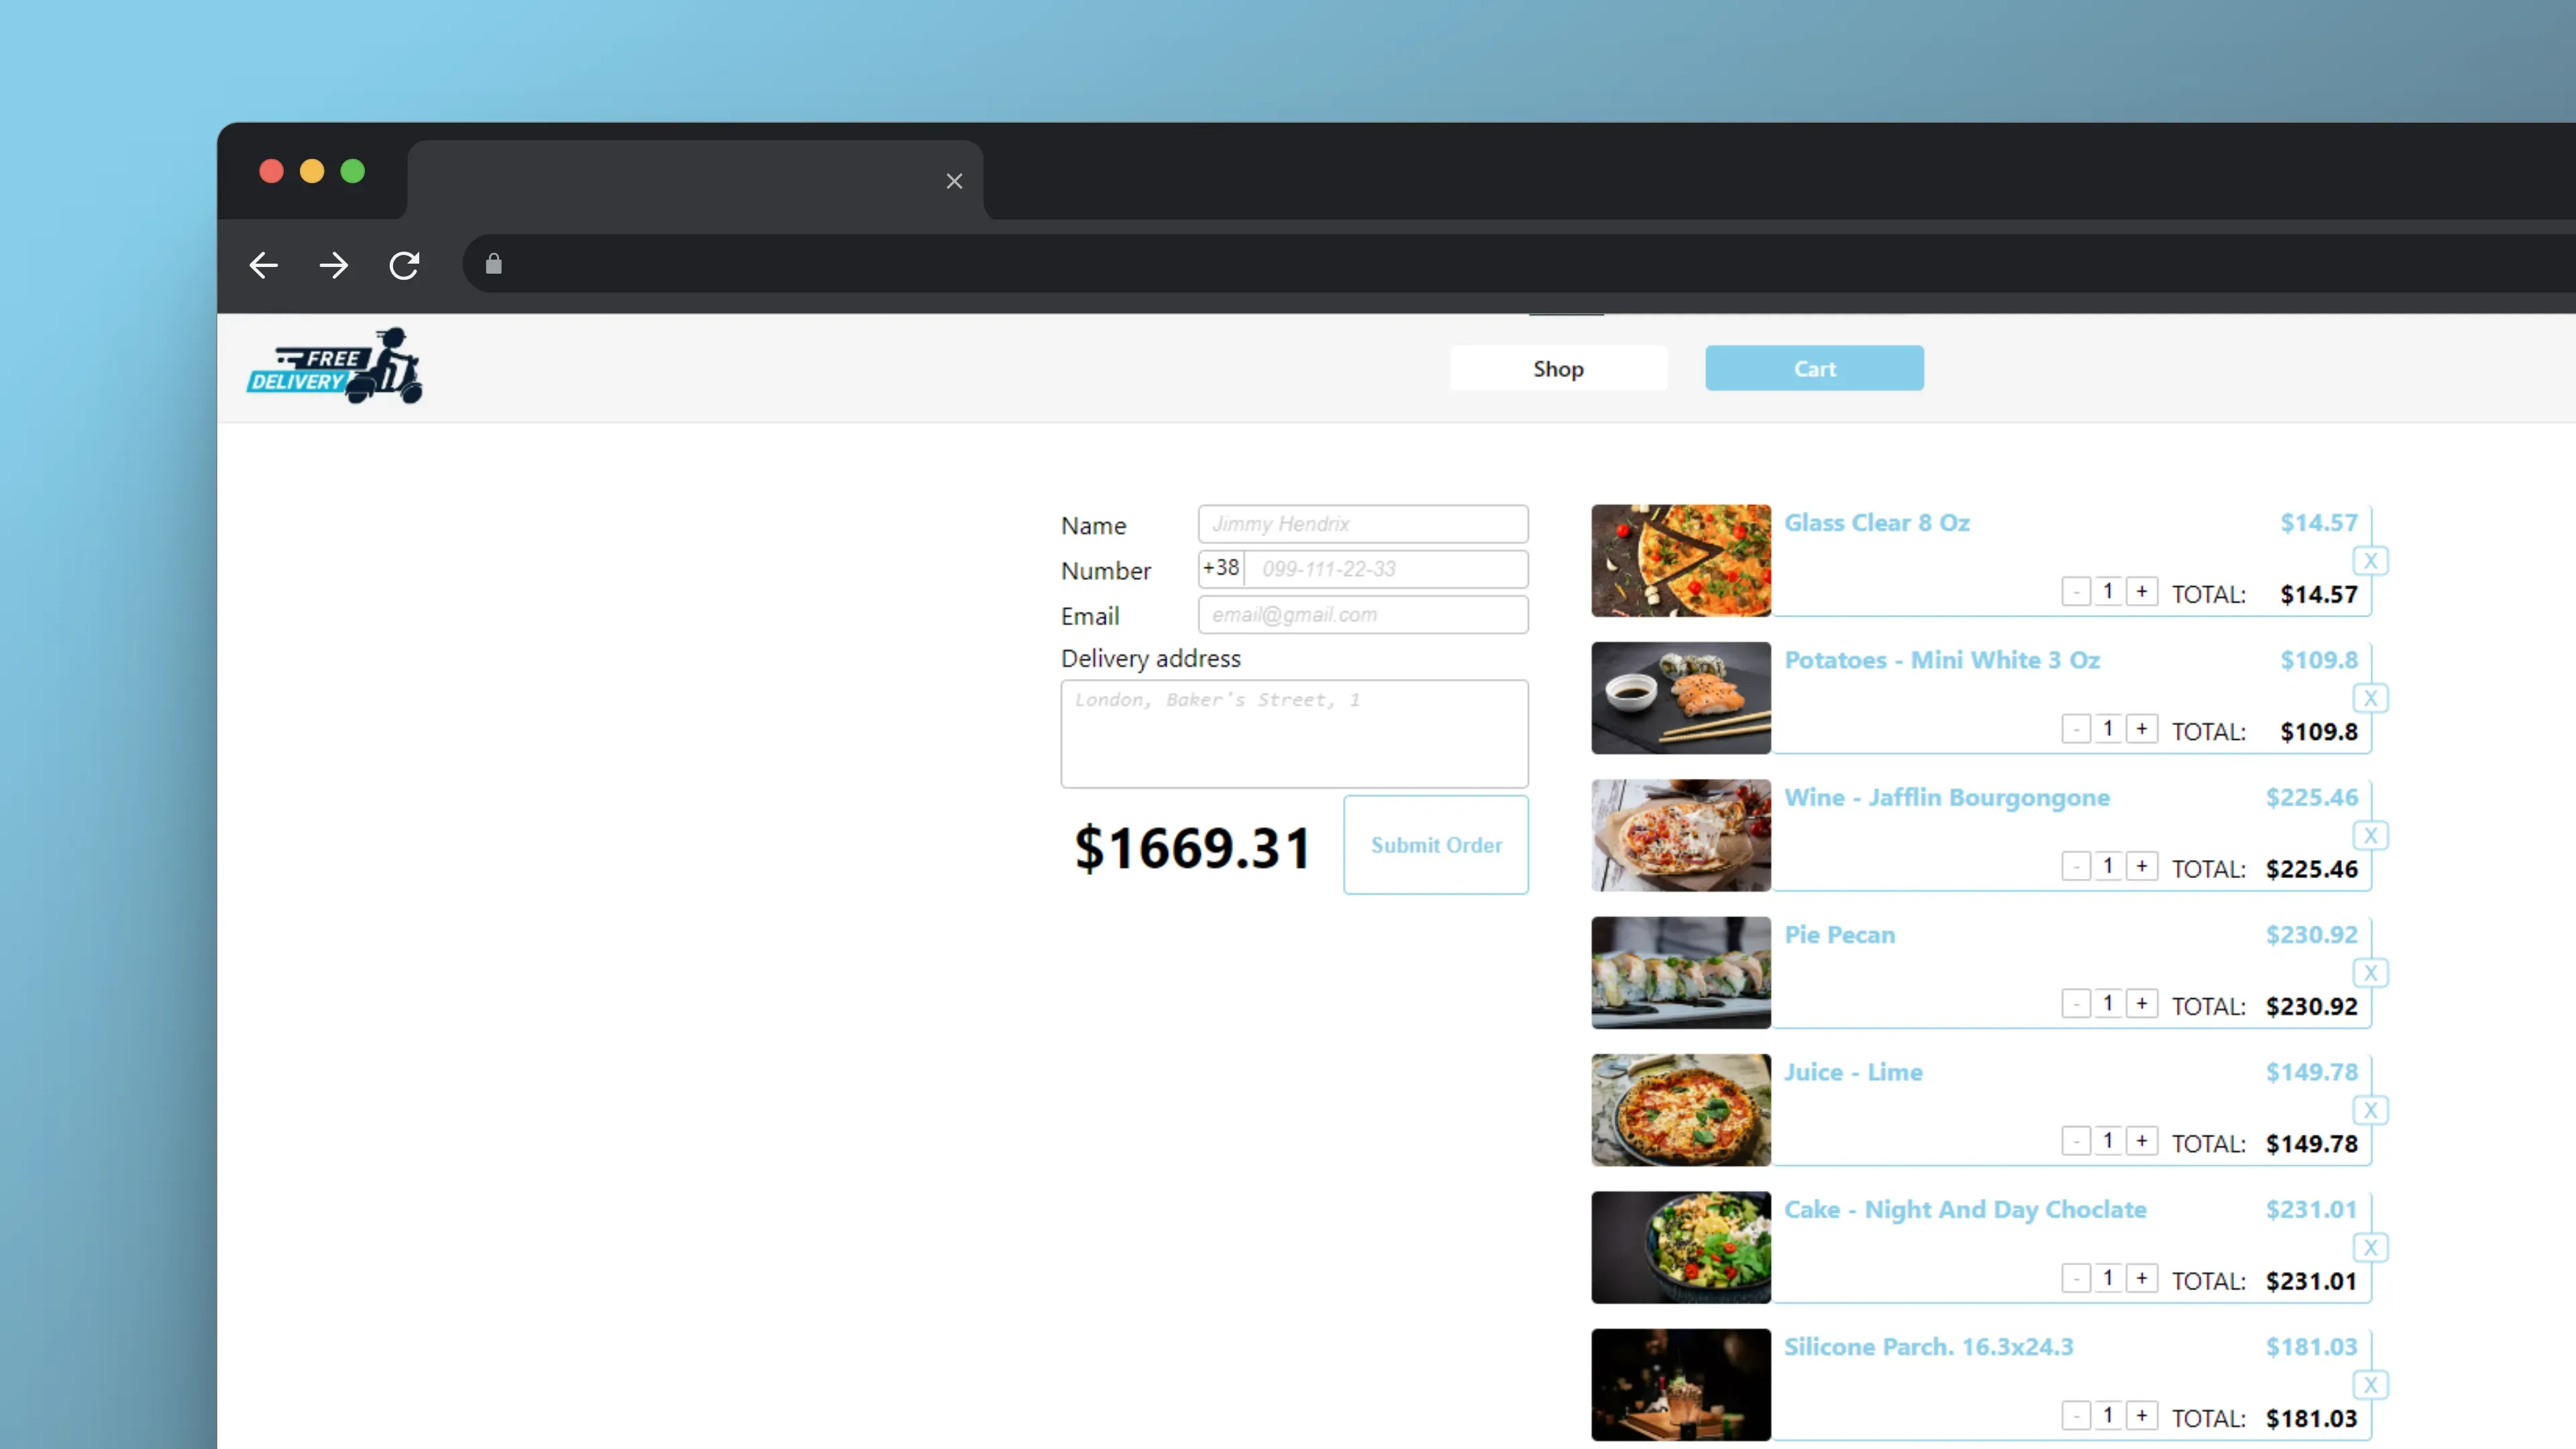 FREE
DELIVERY
Shop
Cart
Name
Jimmy Hendrix
Number
+38
099-111-22-33
Email
email@gmail.com
Delivery address
London, Baker's Street, 1
$1669.31
Submit Order
Glass Clear 8 Oz
$14.57
X
- 1 + TOTAL: $14.57
Potatoes - Mini White 3 Oz
$109.8
X
- 1 + TOTAL: $109.8
Wine - Jafflin Bourgongone
$225.46
X
- 1 + TOTAL: $225.46
Pie Pecan
$230.92
X
- 1 + TOTAL: $230.92
Juice - Lime
$149.78
X
- 1 + TOTAL: $149.78
Cake - Night And Day Choclate
$231.01
X
- 1 + TOTAL: $231.01
Silicone Parch. 16.3x24.3
$181.03
X
- 1 + TOTAL: $181.03